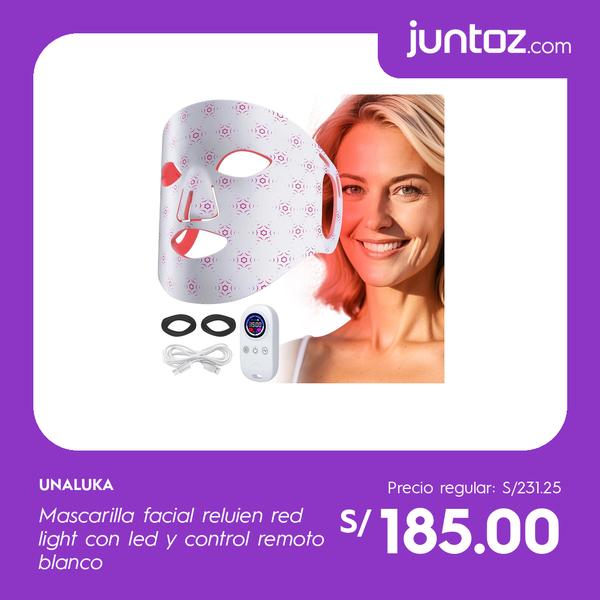 juntoz.com
UNALUKA
Mascarilla facial reluien red
light con led y control remoto
blanco
Precio regular: S/231.25
S/185.00